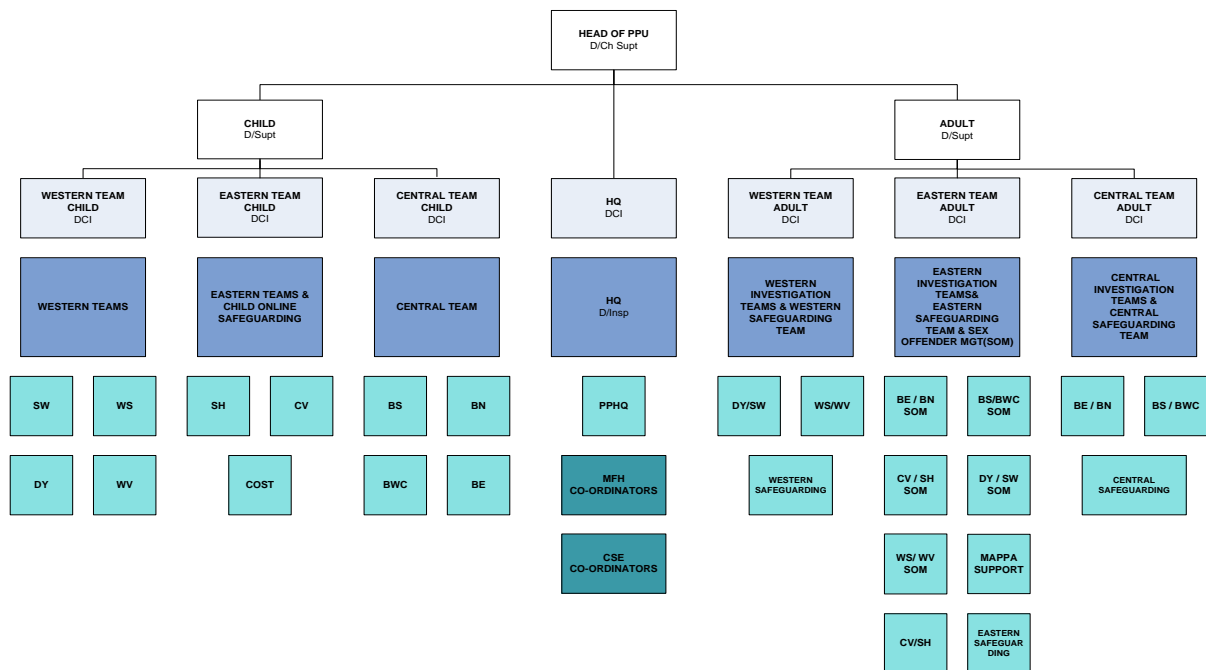 HEAD OF PPU
D/Ch Supt
CHILD
D/Supt
ADULT
D/Supt
WESTERN TEAM
CHILD
DCI
EASTERN TEAM
CHILD
DCI
CENTRAL TEAM
CHILD
DCI
HQ
DCI
WESTERN TEAM
ADULT
DCI
EASTERN TEAM
ADULT
DCI
CENTRAL TEAM
ADULT
DCI
WESTERN TEAMS
EASTERN TEAMS &
CHILD ONLINE
SAFEGUARDING
CENTRAL TEAM
HQ
D/Insp
WESTERN
INVESTIGATION
TEAMS & WESTERN
SAFEGUARDING
TEAM
EASTERN
INVESTIGATION
TEAMS&
EASTERN
SAFEGUARDING
TEAM & SEX
OFFENDER MGT(SOM)
CENTRAL
INVESTIGATION
TEAMS &
CENTRAL
SAFEGUARDING
TEAM
SW
WS
SH
CV
BS
BN
PPHQ
DY/SW
WS/WV
BE / BN
SOM
BS/BWC
SOM
BE / BN
BS / BWC
DY
WV
COST
BWC
BE
MFH
CO-ORDINATORS
WESTERN
SAFEGUARDING
CV / SH
SOM
DY / SW
SOM
CENTRAL
SAFEGUARDING
CSE
CO-ORDINATORS
WS/ WV
SOM
MAPPA
SUPPORT
CV/SH
EASTERN
SAFEGUAR
DING